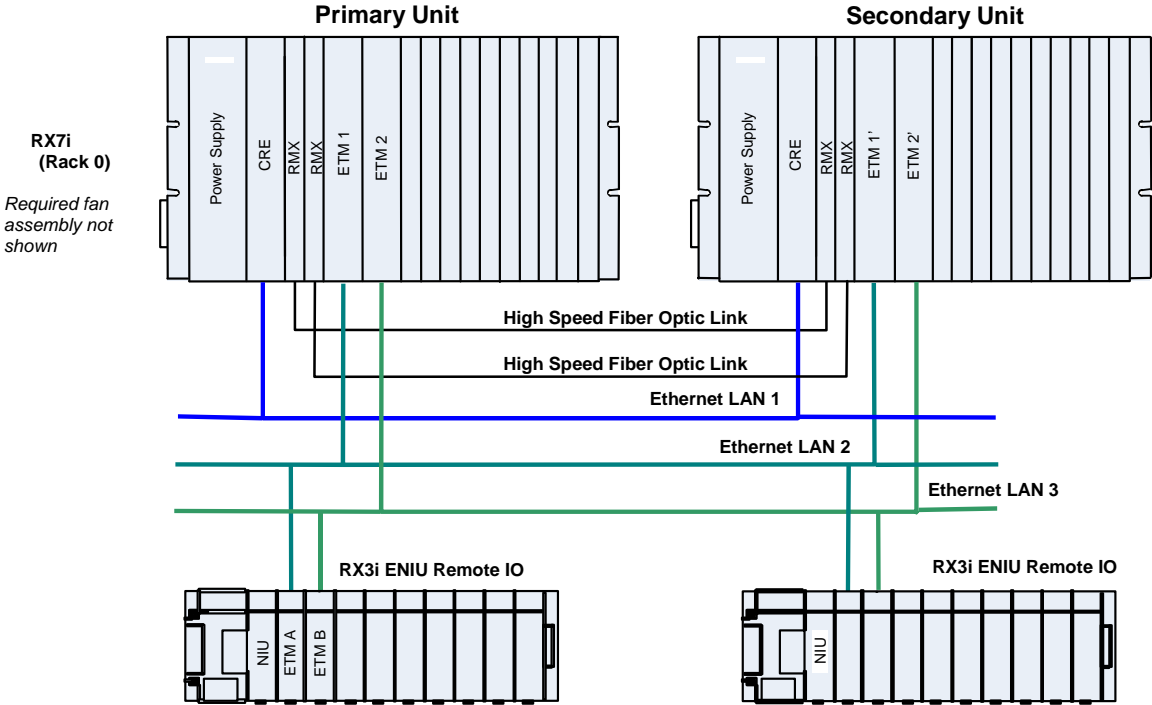 Primary Unit
Secondary Unit
RX7i
(Rack 0)
Required fan
assembly not
shown
Power Supply
CRE
RMX
RMX
ETM 1
ETM 2
Power Supply
CRE
RMX
RMX
ETM 1'
ETM 2'
High Speed Fiber Optic Link
High Speed Fiber Optic Link
Ethernet LAN 1
Ethernet LAN 2
Ethernet LAN 3
RX3i ENIU Remote IO
RX3i ENIU Remote IO
NIU
ETM A
ETM B
NIU